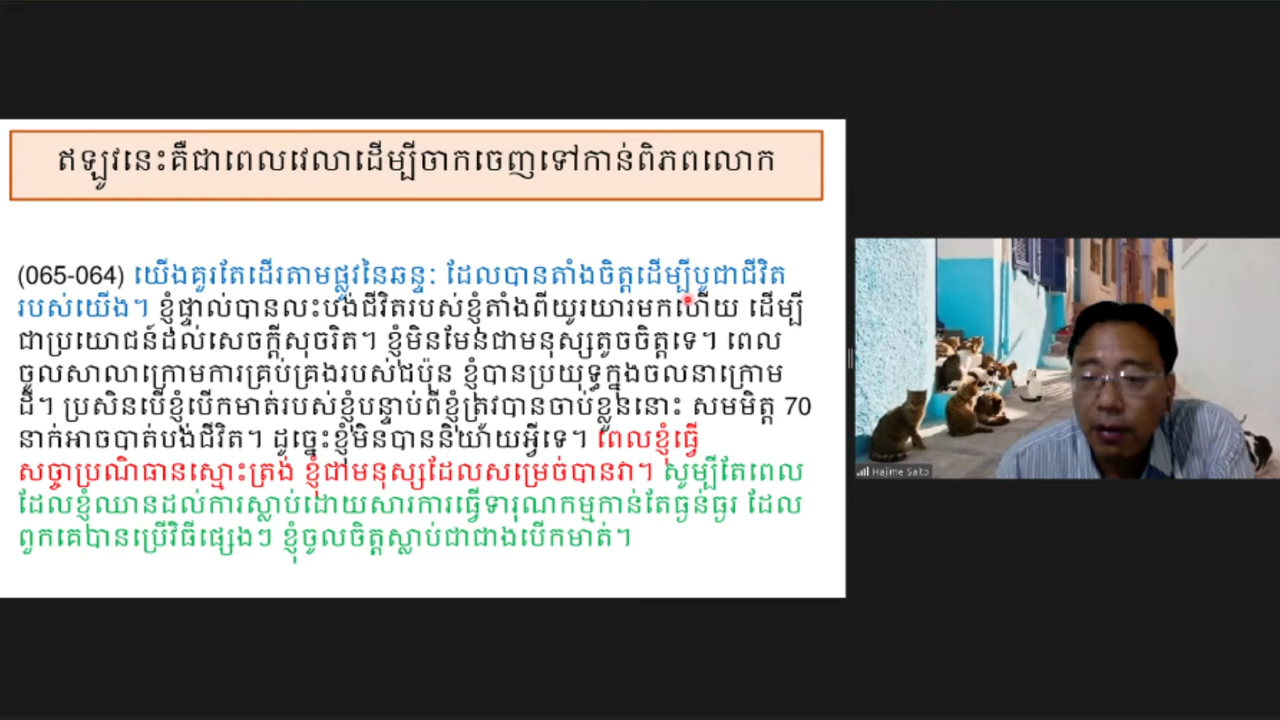 ឥឡូវនេះគឺជាពេលវេលាដើម្បីចាកចេញទៅកាន់ពិភពលោក
(065-064) យើងគួរតែដើរតាមផ្លូវនៃឆន្ទៈ ដែលបានតាំងចិត្តដើម្បីបូជាជីវិត
របស់យើង។ ខ្ញុំផ្ទាល់បានលះបង់ជីវិតរបស់ខ្ញុំតាំងពីយូរយារមកហើយ ដើម្បី
ជាប្រយោជន៍ដល់សេចក្តីសុចរិត។ ខ្ញុំមិនមែនជាមនុស្សតូចចិត្តទេ។ ពេល
ចូលសាលាក្រោមការគ្រប់គ្រងរបស់ជប៉ុន ខ្ញុំបានប្រយុទ្ធក្នុងចលនាក្រោម
ដី។ ប្រសិនបើខ្ញុំបើកមាត់របស់ខ្ញុំបន្ទាប់ពីខ្ញុំត្រូវបានចាប់ខ្លួននោះ សមមិត្ត 70
នាក់អាចបាត់បង់ជីវិត។ ដូច្នេះខ្ញុំមិនបាននិយាយអ្វីទេ។ ពេលខ្ញុំធ្វើ
សច្ចាប្រណិធានស្មោះត្រង់ ខ្ញុំជាមនុស្សដែលសម្រេចបានវា។ សូម្បីតែពេល
ដែលខ្ញុំឈានដល់ការស្លាប់ដោយសារការធ្វើទារុណកម្មកាន់តែធ្ងន់ធ្ងរ ដែល
ពួកគេបានប្រើវិធីផ្សេងៗ ខ្ញុំចូលចិត្តស្លាប់ជាជាងបើកមាត់។
Hajime Sato